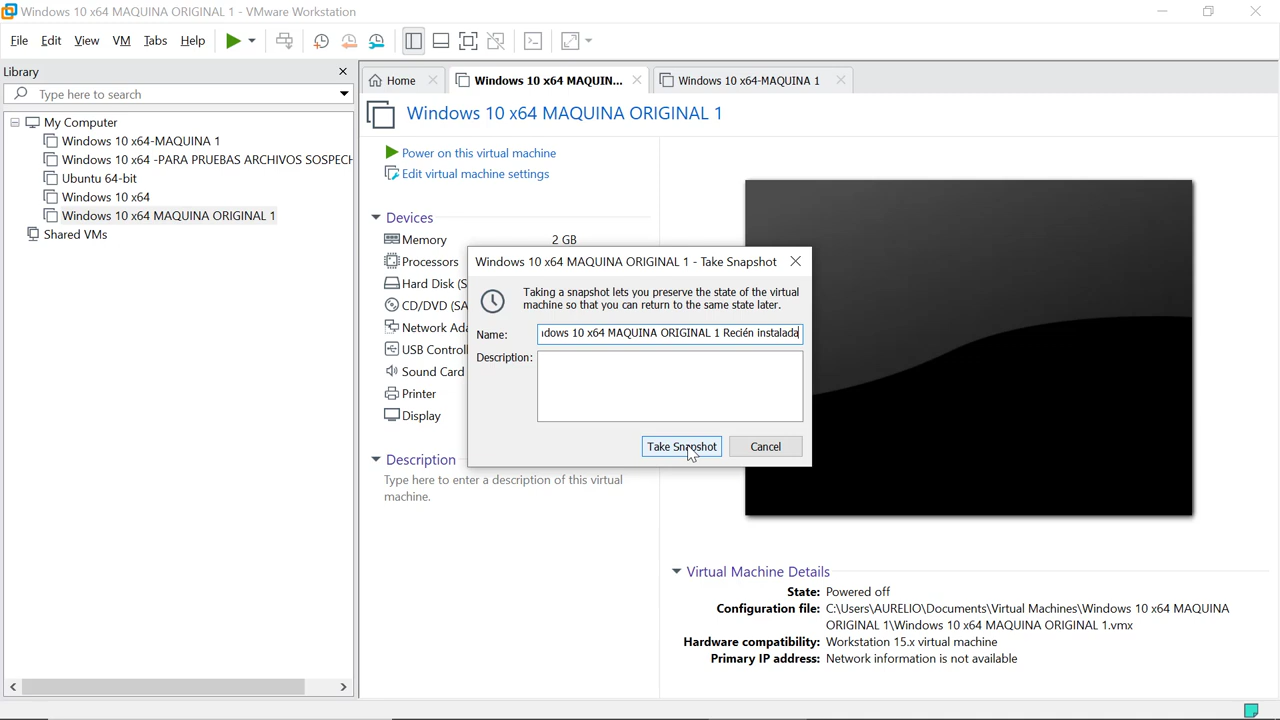 Windows 10 x64 MAQUINA ORIGINAL 1 - VMware Workstation
File Edit View VM Tabs Help
Library
Type here to search
My Computer
Windows 10 x64-MAQUINA 1
Windows 10 x64 -PARA PRUEBAS ARCHIVOS SOSPECH
Ubuntu 64-bit
Windows 10 x64
Windows 10 x64 MAQUINA ORIGINAL 1
Shared VMs
Home
Windows 10 x64 MAQUIN...
Windows 10 x64-MAQUINA 1
Windows 10 x64 MAQUINA ORIGINAL 1
Power on this virtual machine
Edit virtual machine settings
Devices
Memory 2 GB
Processors
Hard Disk (S
CD/DVD (SA
Network Ada
USB Controll
Sound Card
Printer
Display
Description
Type here to enter a description of this virtual
machine.
Windows 10 x64 MAQUINA ORIGINAL 1 - Take Snapshot
Taking a snapshot lets you preserve the state of the virtual
machine so that you can return to the same state later.
Name: dows 10 x64 MAQUINA ORIGINAL 1 Recién instalada
Description:
Take Snapshot Cancel
Virtual Machine Details
State: Powered off
Configuration file: C:\Users\AURELIO\Documents\Virtual Machines\Windows 10 x64 MAQUINA
ORIGINAL 1\Windows 10 x64 MAQUINA ORIGINAL 1.vmx
Hardware compatibility: Workstation 15.x virtual machine
Primary IP address: Network information is not available